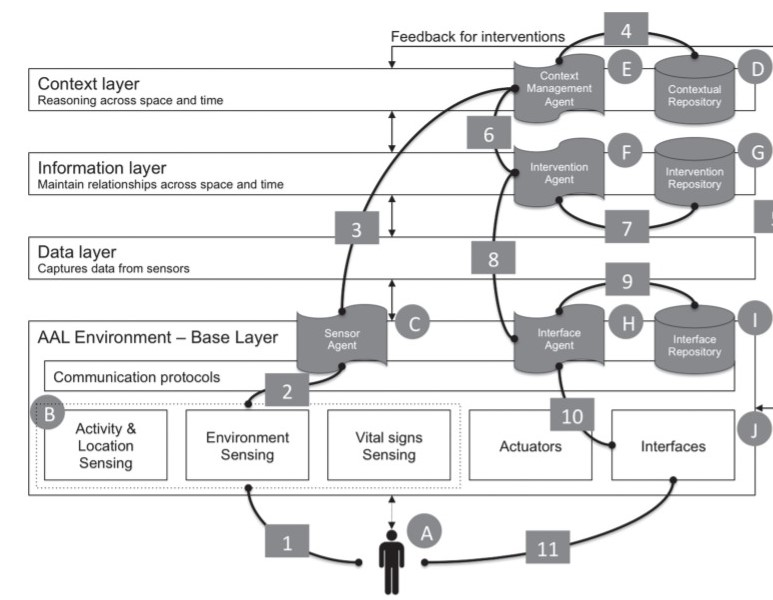 Feedback for interventions
4
Context layer
Reasoning across space and time
Context
Management
Agent
E
Contextual
Repository
D
6
Information layer
Maintain relationships across space and time
Intervention
Agent
F
Intervention
Repository
G
3
7
Data layer
Captures data from sensors
8
9
AAL Environment – Base Layer
Sensor
Agent
C
Interface
Agent
H
Interface
Repository
I
Communication protocols
2
B
Activity &
Location
Sensing
Environment
Sensing
Vital signs
Sensing
10
Actuators
Interfaces
J
1
A
11